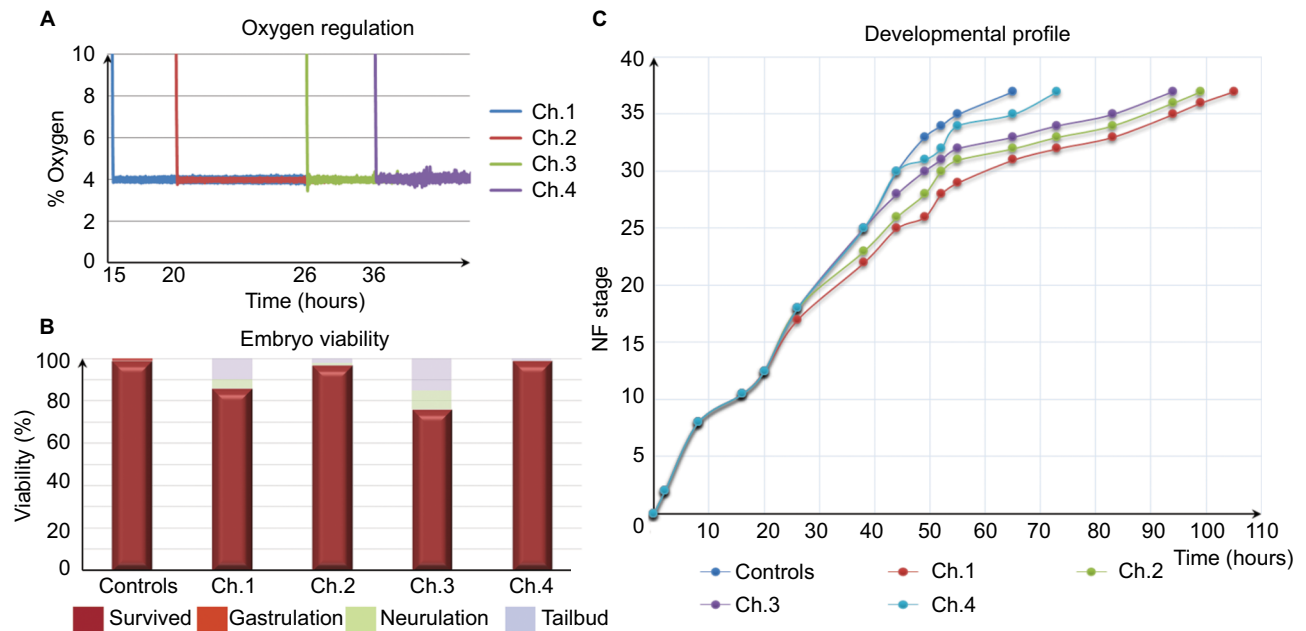 A
Oxygen regulation
10
8
6
4
2
0
% Oxygen
15 20 26 36
Time (hours)
Ch.1
Ch.2
Ch.3
Ch.4
B
Embryo viability
100
80
60
40
20
0
Viability (%)
Controls Ch.1 Ch.2 Ch.3 Ch.4
Survived Gastrulation Neurulation Tailbud
C
Developmental profile
40
35
30
25
20
15
10
5
0
NF stage
10 20 30 40 50 60 70 80 90 100 110
Time (hours)
Controls Ch.1 Ch.2
Ch.3 Ch.4